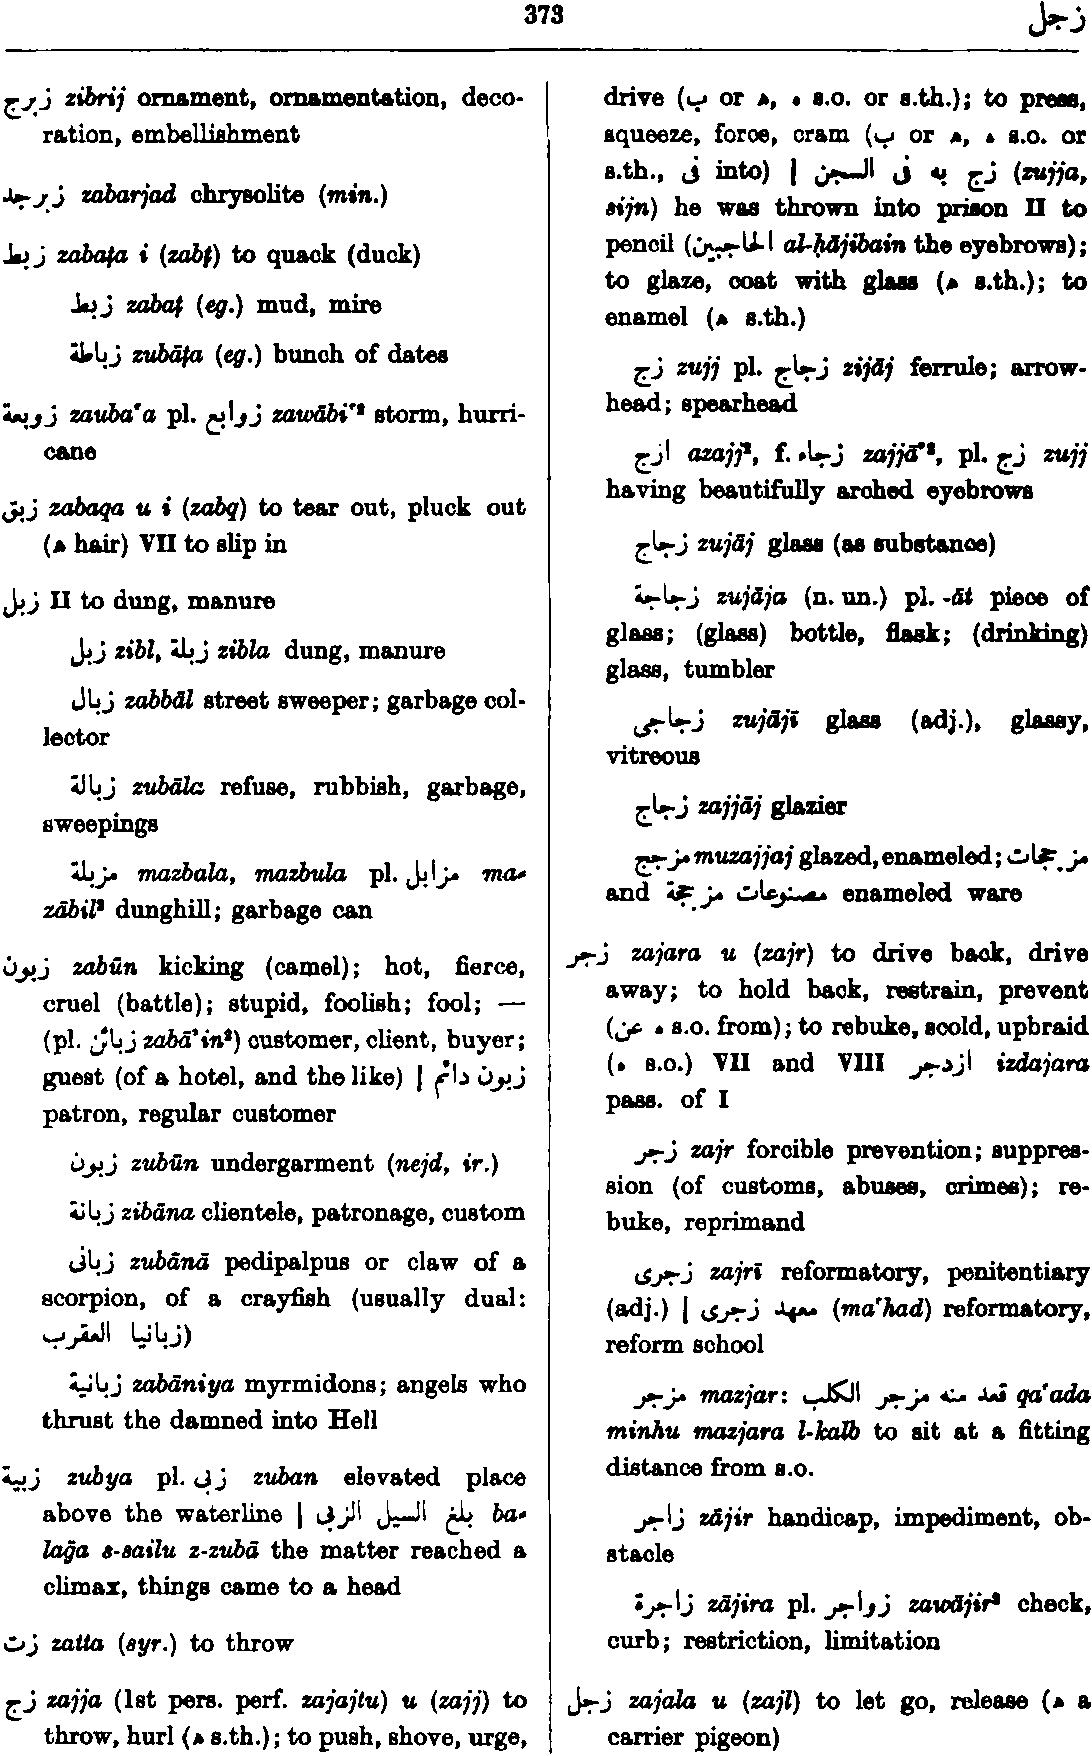 373
زجل
زبرج zibrij ornament, ornamentation, deco-
ration, embellishment
زبرجد zabarjad chrysolite (min.)
زبط zabaṭa i (zabṭ) to quack (duck)
زبط zabaṭ (eg.) mud, mire
زباطة zubāṭa (eg.) bunch of dates
زوبعة zauba‘a pl. زوابع zawābi‘² storm, hurri-
cane
زبق zabaqa u i (zabq) to tear out, pluck out
(ه hair) VII to slip in
زبل II to dung, manure
زبل zibl, زبلة zibla dung, manure
زبال zabbāl street sweeper; garbage col-
lector
زبالة zubāla refuse, rubbish, garbage,
sweepings
مزبلة mazbala, mazbula pl. مزابل ma-
zābil² dunghill; garbage can
زبون zabūn kicking (camel); hot, fierce,
cruel (battle); stupid, foolish; fool; —
(pl. زبائن zabā’in²) customer, client, buyer;
guest (of a hotel, and the like) | زبون دائم
patron, regular customer
زبون zubūn undergarment (nejd, ir.)
زبانة zibāna clientele, patronage, custom
زبانى zubānā pedipalpus or claw of a
scorpion, of a crayfish (usually dual:
زبانيا العقرب)
زبانية zabāniya myrmidons; angels who
thrust the damned into Hell
زبية zubya pl. زبى zuban elevated place
above the waterline | بلغ السيل الزبى ba-
laḡa s-sailu z-zubā the matter reached a
climax, things came to a head
زت zatta (syr.) to throw
زج zajja (1st pers. perf. zajajtu) u (zajj) to
throw, hurl (ه s.th.); to push, shove, urge,
drive (ب or ه, ه s.o. or s.th.); to press,
squeeze, force, cram (ب or ه, ه s.o. or
s.th., فى into) | زج به فى السجن (zujja,
sijn) he was thrown into prison II to
pencil (الحاجبين al-ḥājibain the eyebrows);
to glaze, coat with glass (ه s.th.); to
enamel (ه s.th.)
زج zujj pl. زجاج zijāj ferrule; arrow-
head; spearhead
ازج azajj², f. زجاء zajjā’², pl. زج zujj
having beautifully arched eyebrows
زجاج zujāj glass (as substance)
زجاجة zujāja (n. un.) pl. -āt piece of
glass; (glass) bottle, flask; (drinking)
glass, tumbler
زجاجى zujājī glass (adj.), glassy,
vitreous
زجاج zajjāj glazier
مزجج muzajjaj glazed, enameled; مزججات
and مصنوعات مزججة enameled ware
زجر zajara u (zajr) to drive back, drive
away; to hold back, restrain, prevent
(عن ه s.o. from); to rebuke, scold, upbraid
(ه s.o.) VII and VIII ازدجر izdajara
pass. of I
زجر zajr forcible prevention; suppres-
sion (of customs, abuses, crimes); re-
buke, reprimand
زجرى zajrī reformatory, penitentiary
(adj.) | معهد زجرى (ma‘had) reformatory,
reform school
مزجر mazjar: قعد منه مزجر الكلب qa‘ada
minhu mazjara l-kalb to sit at a fitting
distance from s.o.
زاجر zājir handicap, impediment, ob-
stacle
زاجرة zājira pl. زواجر zawājir² check,
curb; restriction, limitation
زجل zajala u (zajl) to let go, release (ه a
carrier pigeon)